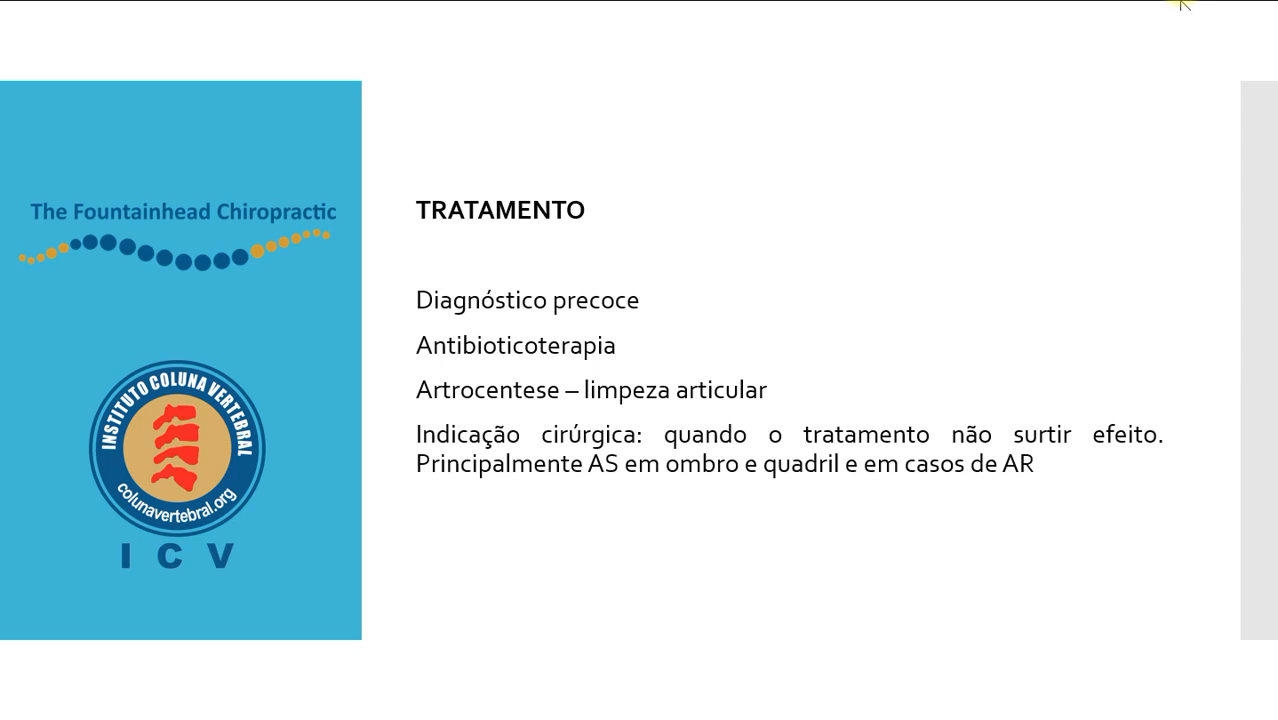 The Fountainhead Chiropractic
INSTITUTO COLUNA VERTEBRAL
colunavertebral.org
I C V
TRATAMENTO
Diagnóstico precoce
Antibioticoterapia
Artrocentese – limpeza articular
Indicação cirúrgica: quando o tratamento não surtir efeito.
Principalmente AS em ombro e quadril e em casos de AR